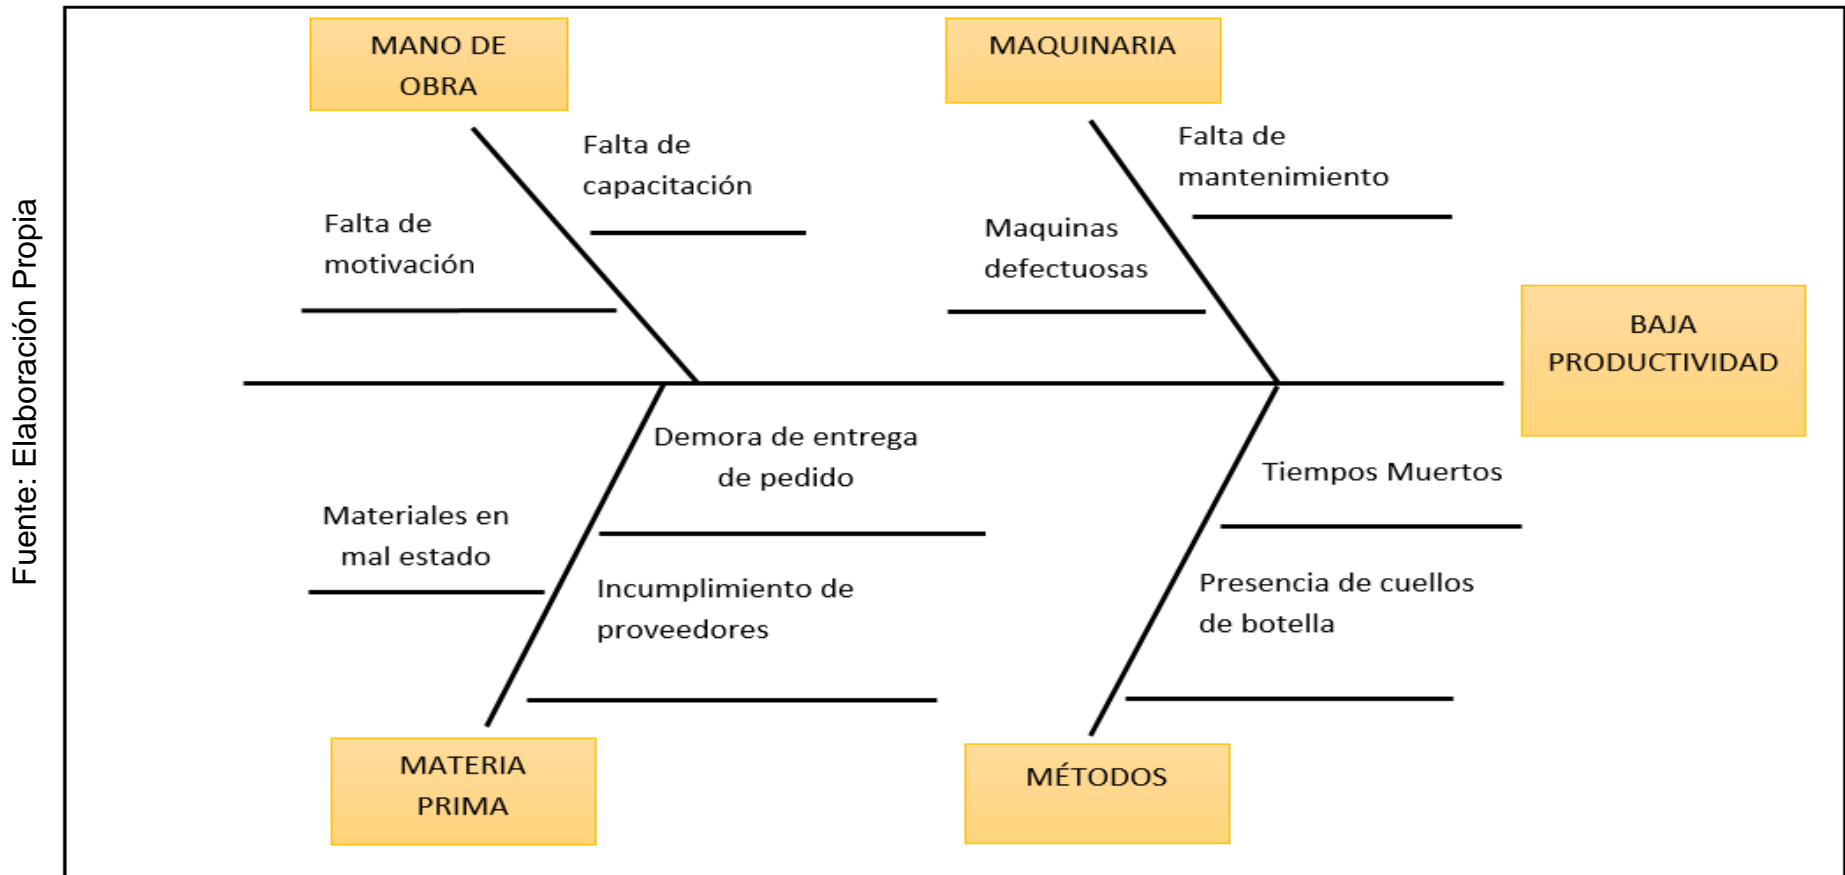 MANO DE
OBRA
MAQUINARIA
Falta de
capacitación
Falta de
mantenimiento
Falta de
motivación
Maquinas
defectuosas
BAJA
PRODUCTIVIDAD
Demora de entrega
de pedido
Tiempos Muertos
Materiales en
mal estado
Incumplimiento de
proveedores
Presencia de cuellos
de botella
MATERIA
PRIMA
MÉTODOS
Fuente: Elaboración Propia